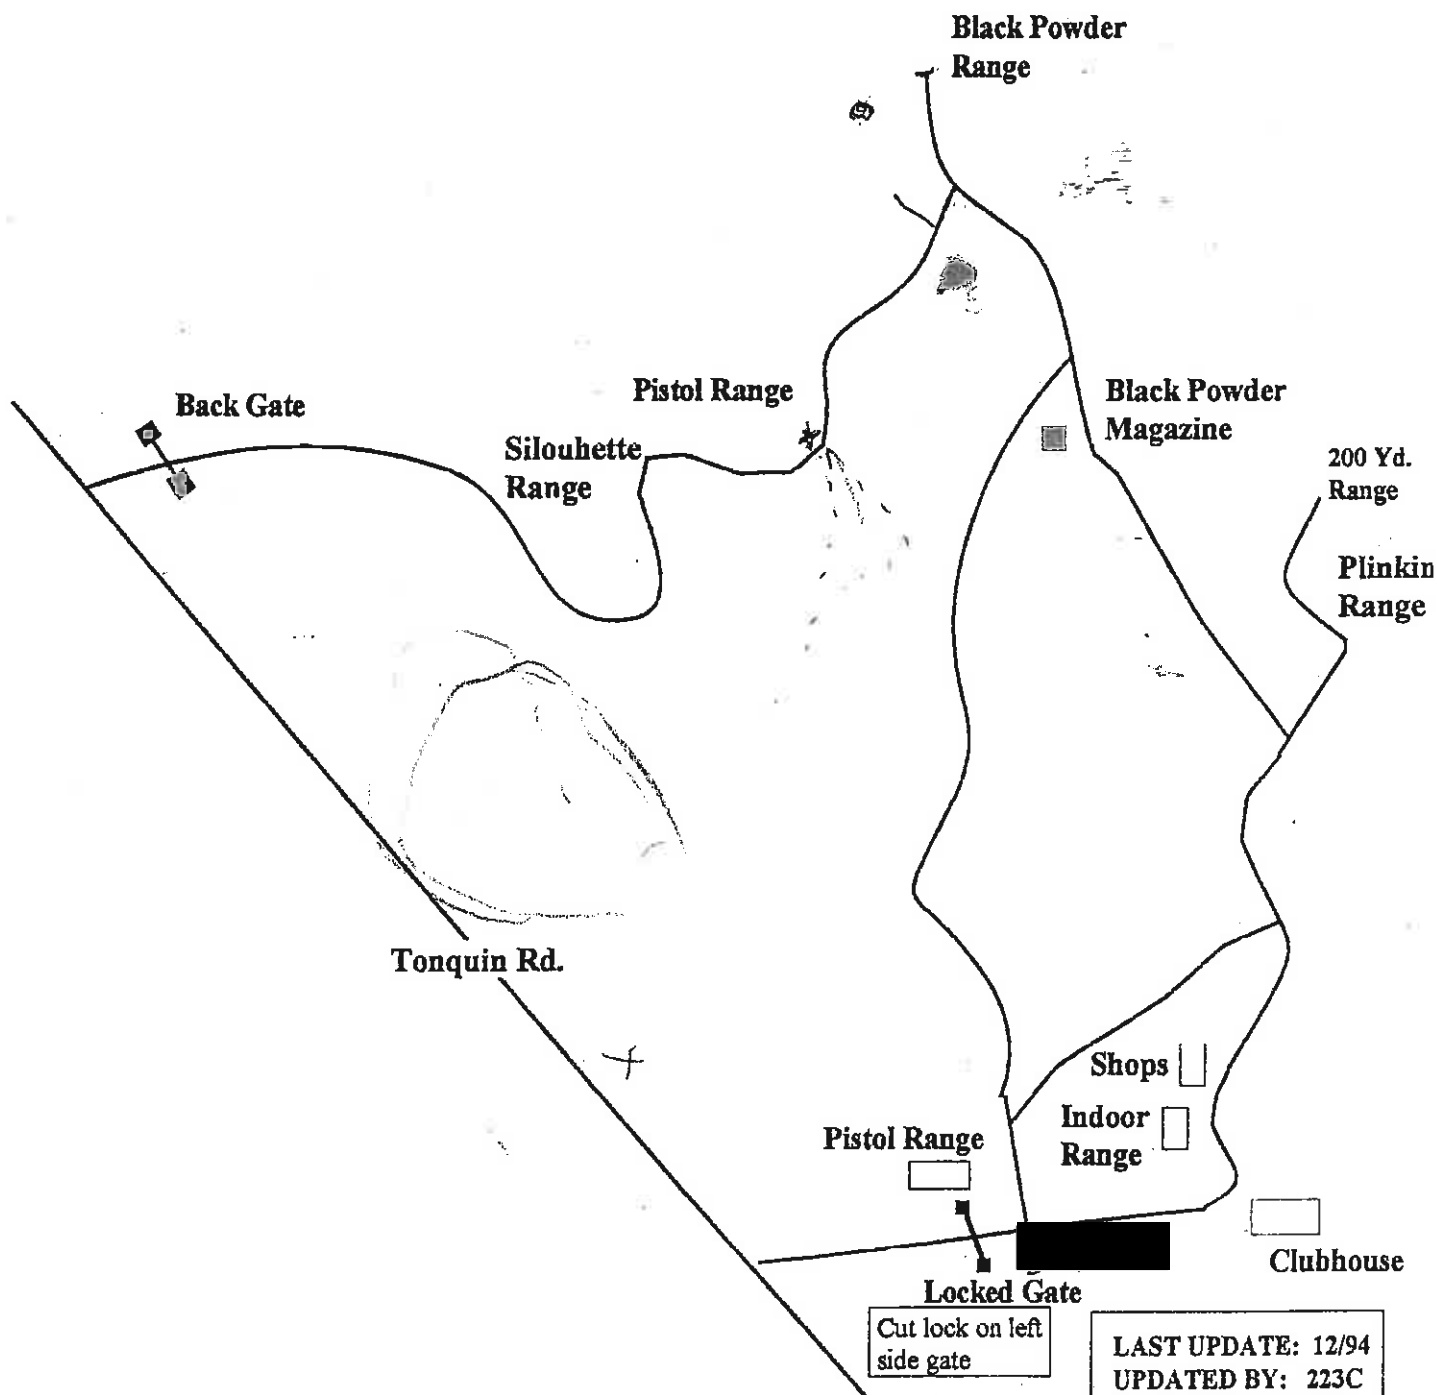 Black Powder
Range
Back Gate
Pistol Range
Silouhette
Range
Black Powder
Magazine
200 Yd.
Range
Plinkin
Range
Tonquin Rd.
Shops
Indoor
Range
Pistol Range
Clubhouse
Locked Gate
Cut lock on left
side gate
LAST UPDATE: 12/94
UPDATED BY: 223C